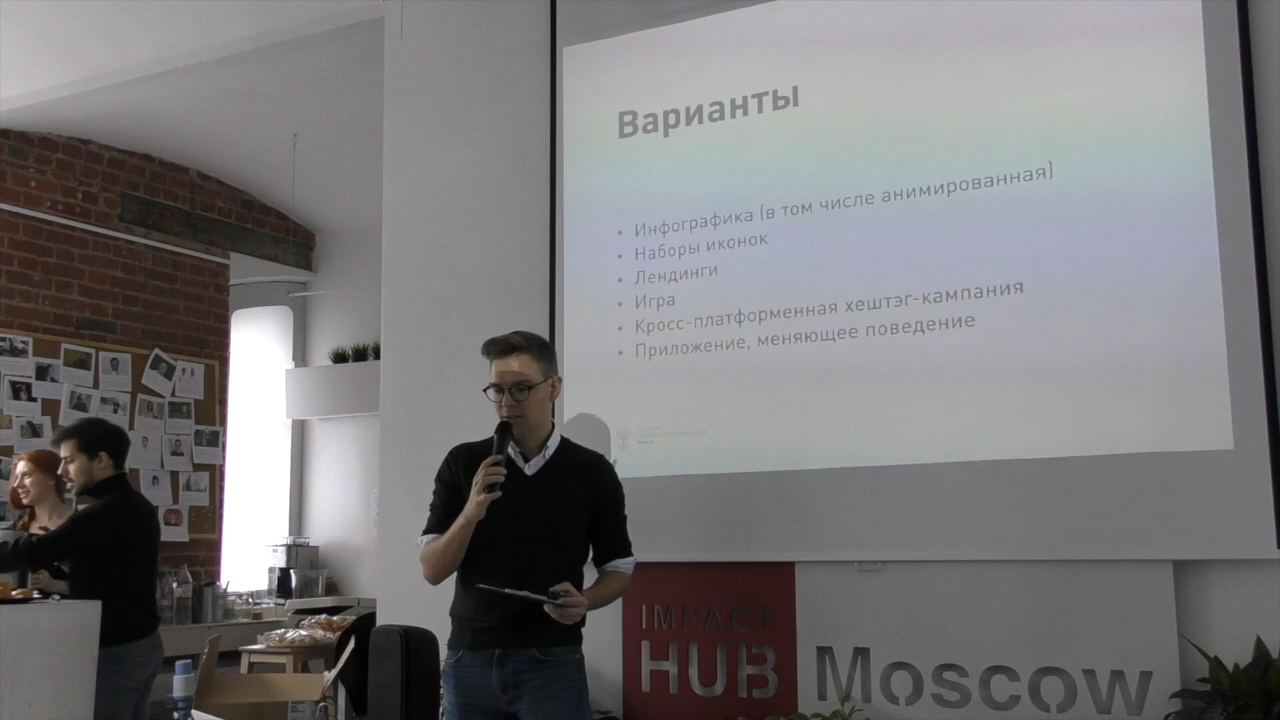 Варианты
• Инфографика (в том числе анимированная)
• Наборы иконок
• Лендинги
• Игра
• Кросс-платформенная хештэг-кампания
• Приложение, меняющее поведение
IMPACT
HUB
Moscow